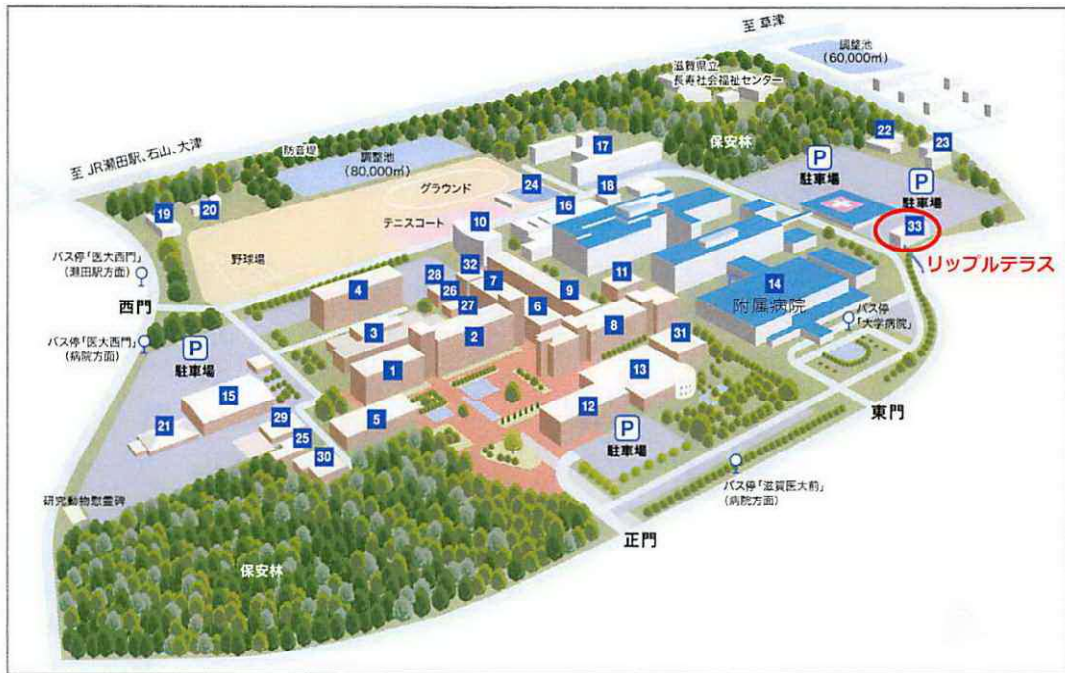 至 草津
調整池
(60,000㎡)
滋賀県立
長寿社会福祉センター
22
23
保安林
P
駐車場
P
駐車場
17
防音堤
調整池
(80,000㎡)
至 JR瀬田駅、石山、大津
グラウンド
24
18
テニスコート
16
10
19
20
33
リップルテラス
バス停「医大西門」
(瀬田駅方面)
野球場
32
28
7
26
11
9
14
附属病院
4
27
6
西門
3
2
8
バス停
「大学病院」
バス停「医大西門」
(病院方面)
31
P
駐車場
1
13
15
12
東門
5
29
21
25
P
駐車場
30
バス停「滋賀医大前」
(病院方面)
研究動物慰霊碑
正門
保安林